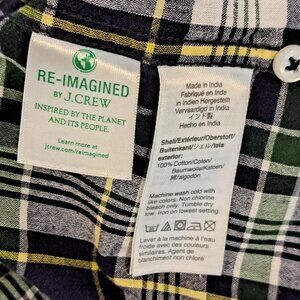 RE-IMAGINED
BY J.CREW
INSPIRED BY THE PLANET
AND ITS PEOPLE.
Learn more at
jcrew.com/reimagined
Made in India
Fabriqué en Inde
In Indien Hergestellt
Vervaardigd in India
インド製
Hecho en India
Shell/Extérieur/Oberstoff/
Buitenkant/シェル/tela
exterior:
100% Cotton/Coton/
Baumwolle/Katoen/
綿/algodón
Machine wash cold with
like colors. Non chlorine
bleach only. Tumble dry
low. Iron on lowest setting.
Laver à la machine à l'eau
froid avec des couleurs
similaires. Agent de
blanchiment non chloré